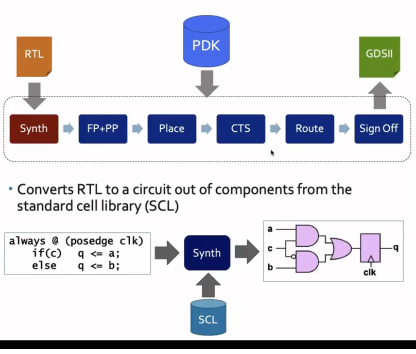 RTL
PDK
GDSII
Synth
FP+PP
Place
CTS
Route
Sign Off
• Converts RTL to a circuit out of components from the
standard cell library (SCL)
always @ (posedge clk)
if(c) q <= a;
else q <= b;
Synth
a
c
b
q
clk
SCL